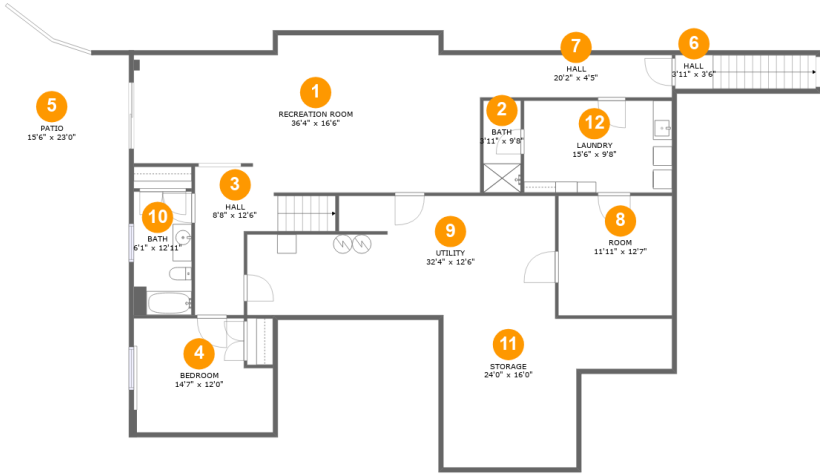 7
HALL
20'2" x 4'5"
6
HALL
3'11" x 3'6"
1
RECREATION ROOM
36'4" x 16'6"
5
PATIO
15'6" x 23'0"
2
BATH
3'11" x 9'8"
12
LAUNDRY
15'6" x 9'8"
3
HALL
8'8" x 12'6"
10
BATH
6'1" x 12'11"
9
UTILITY
32'4" x 12'6"
8
ROOM
11'11" x 12'7"
4
BEDROOM
14'7" x 12'0"
11
STORAGE
24'0" x 16'0"